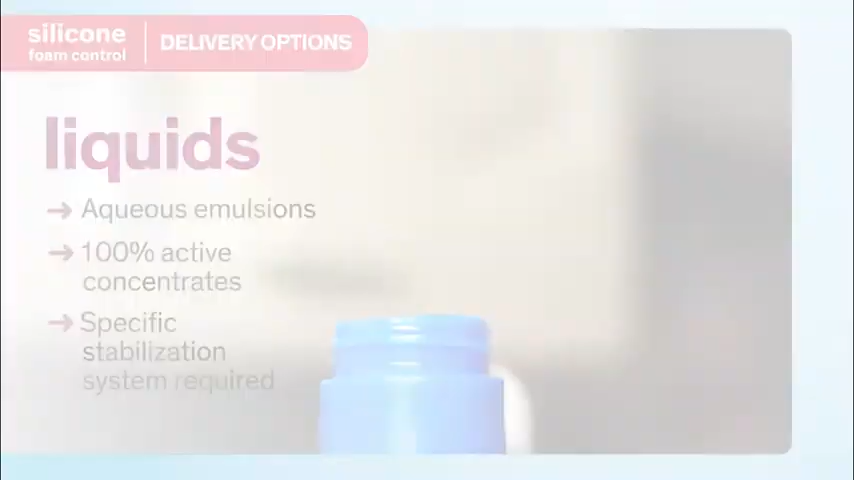 silicone
foam control
DELIVERY OPTIONS
liquids
→ Aqueous emulsions
→ 100% active
concentrates
→ Specific
stabilization
system required